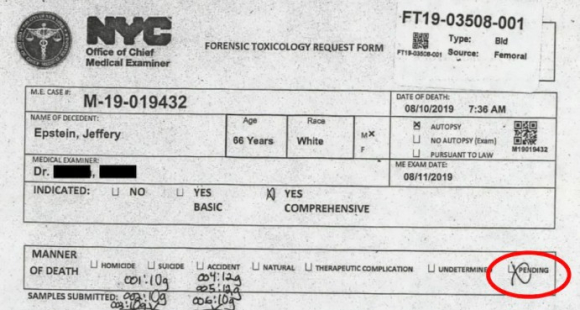 NYC
Office of Chief
Medical Examiner
FORENSIC TOXICOLOGY REQUEST FORM
FT19-03508-001
Type: Bld
FT19-03508-001 Source: Femoral
M.E. CASE #:
M-19-019432
DATE OF DEATH:
08/10/2019 7:36 AM
NAME OF DECEDENT:
Epstein, Jeffery
Age
66 Years
Race
White
M X
F
X AUTOPSY
NO AUTOPSY (Exam)
PURSUANT TO LAW
M19019432
MEDICAL EXAMINER:
Dr.
ME EXAM DATE:
08/11/2019
INDICATED: NO YES BASIC X YES COMPREHENSIVE
MANNER
OF DEATH HOMICIDE SUICIDE ACCIDENT NATURAL THERAPEUTIC COMPLICATION UNDETERMINED X PENDING
001:10g 004:12g
005:12g
SAMPLES SUBMITTED: 002:10g 006:10g
003:10g